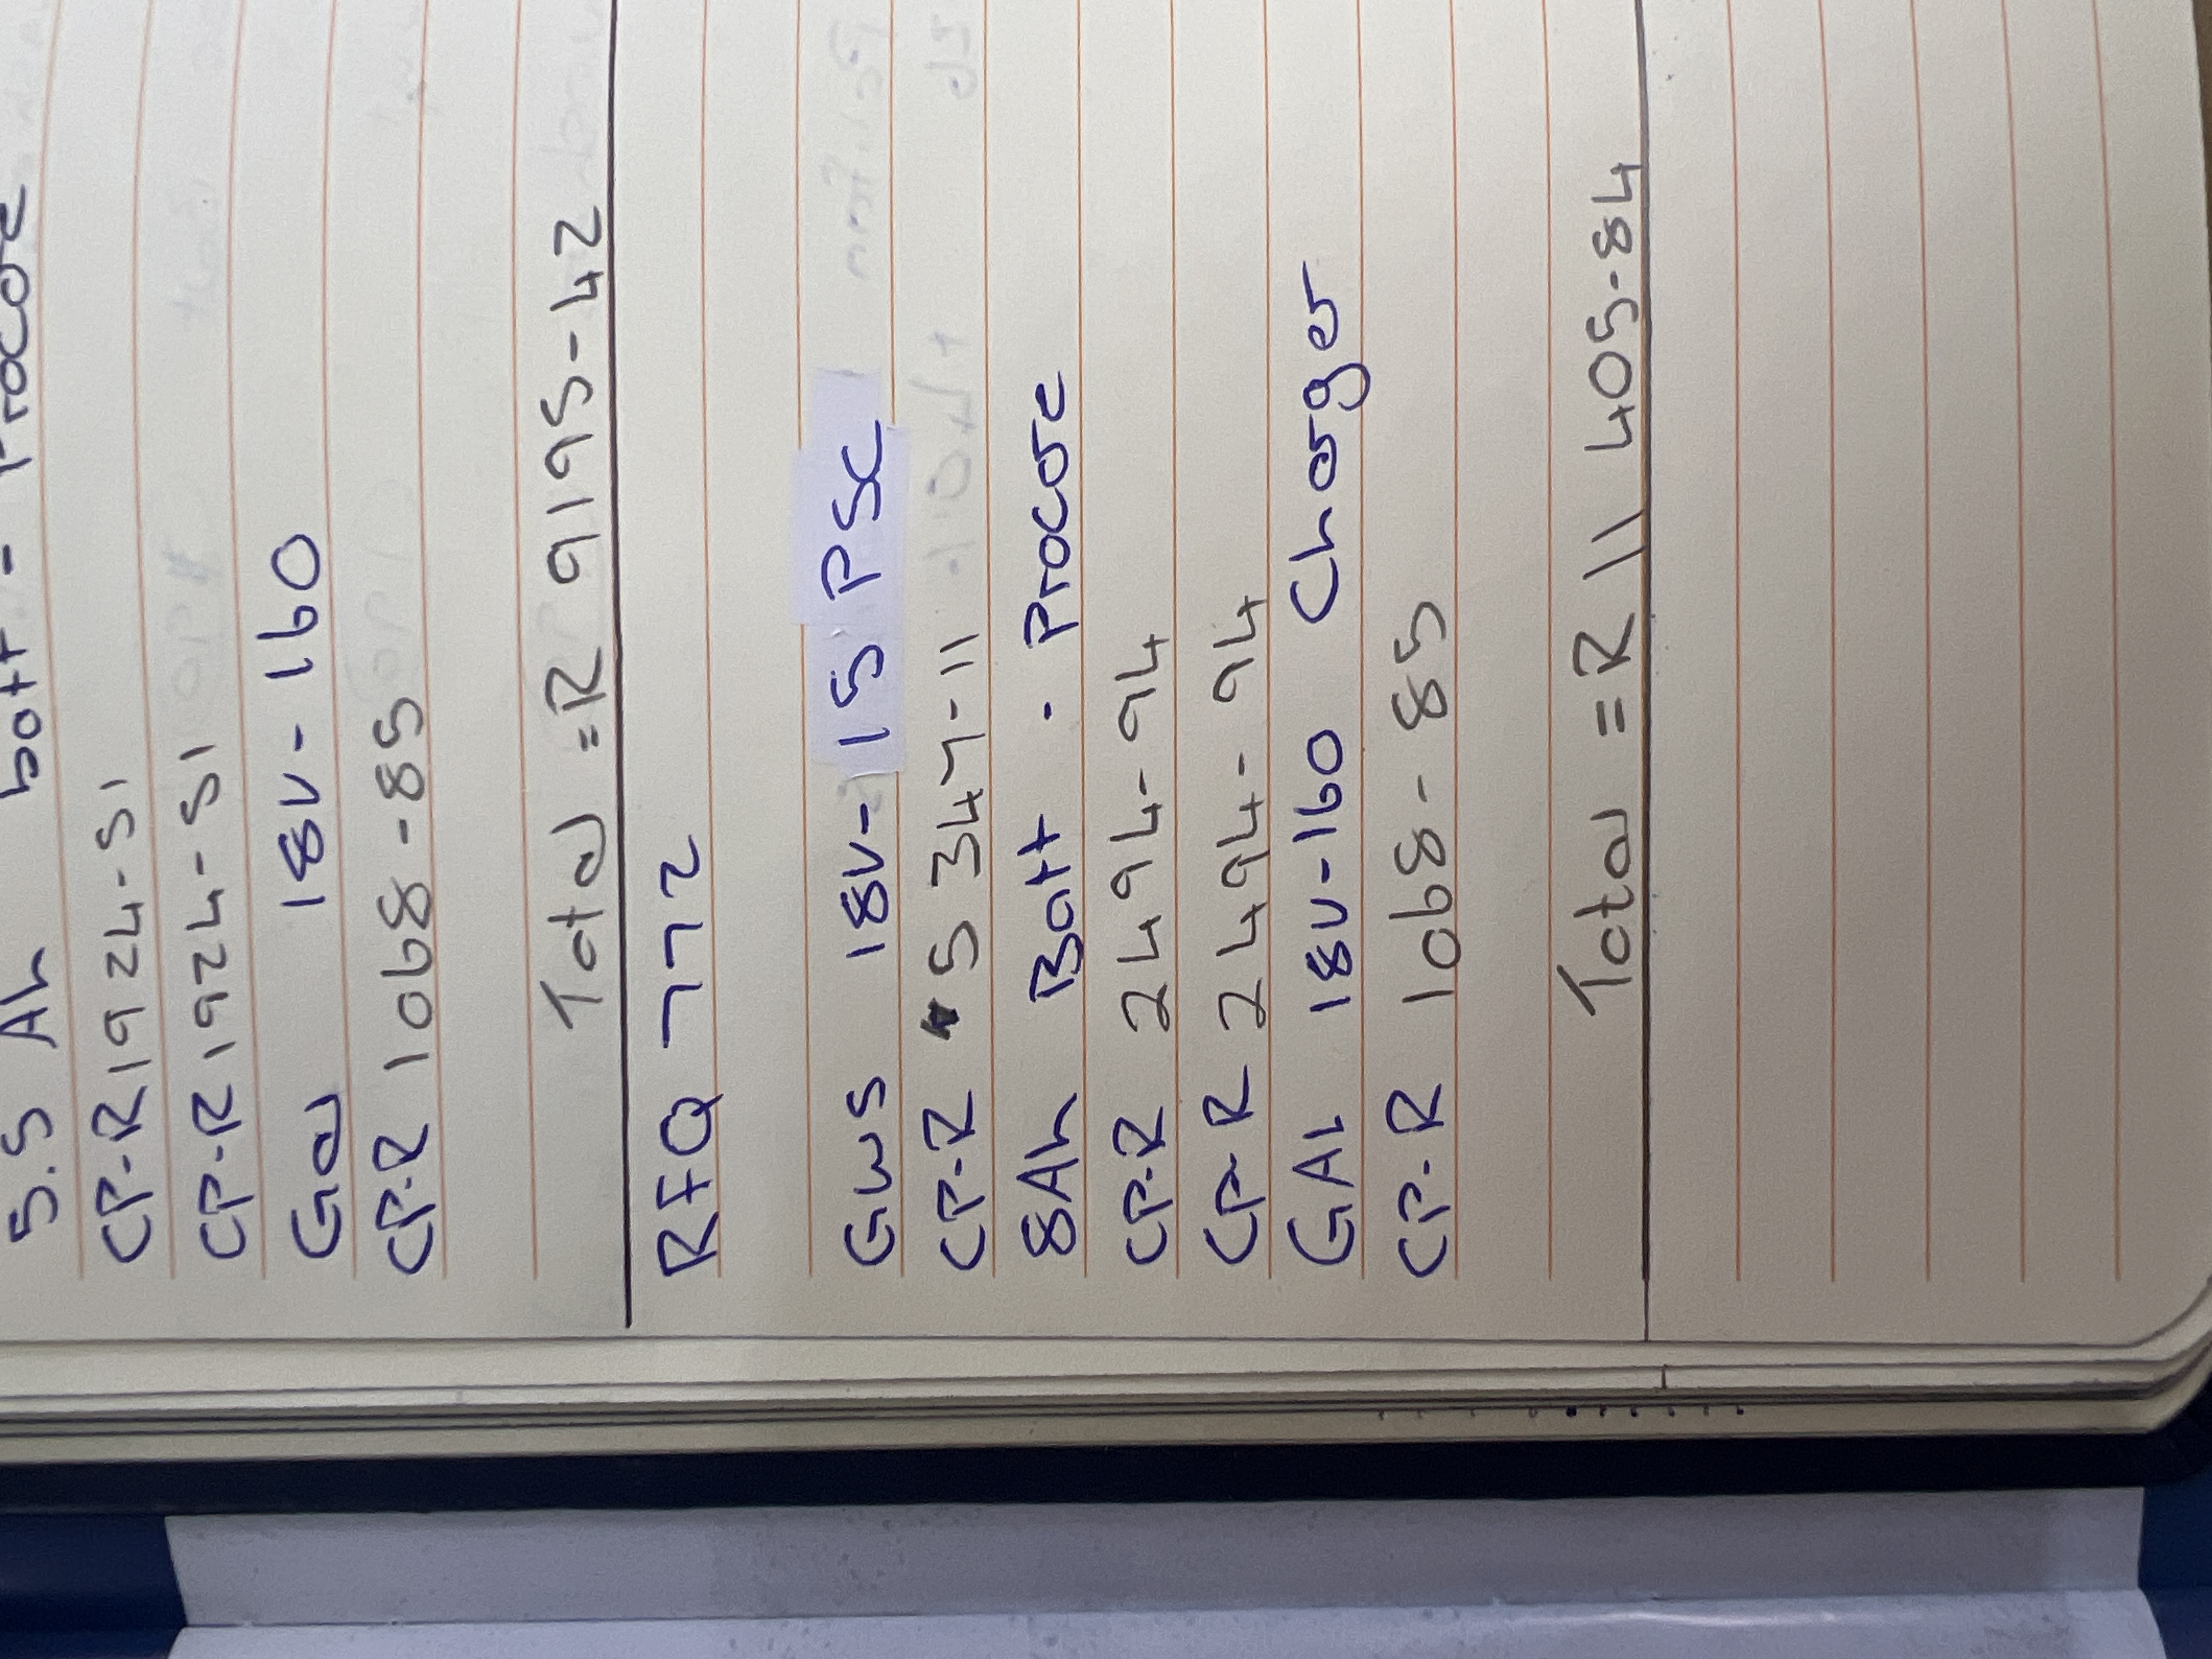 5.5 Ah batt - Procore
CP-R 1924-51
CP-R 1924-51
Gal 18V-160
CP-R 1068-85
Total = R 9195-42
RFQ 772
GWS 18V-15 PSC
CP-R 5 347-11
8Ah Batt - Procore
CP-R 2494-94
CP-R 2494-94
GAL 18V-160 Charger
CP-R 1068-85
Total = R 11 405-84